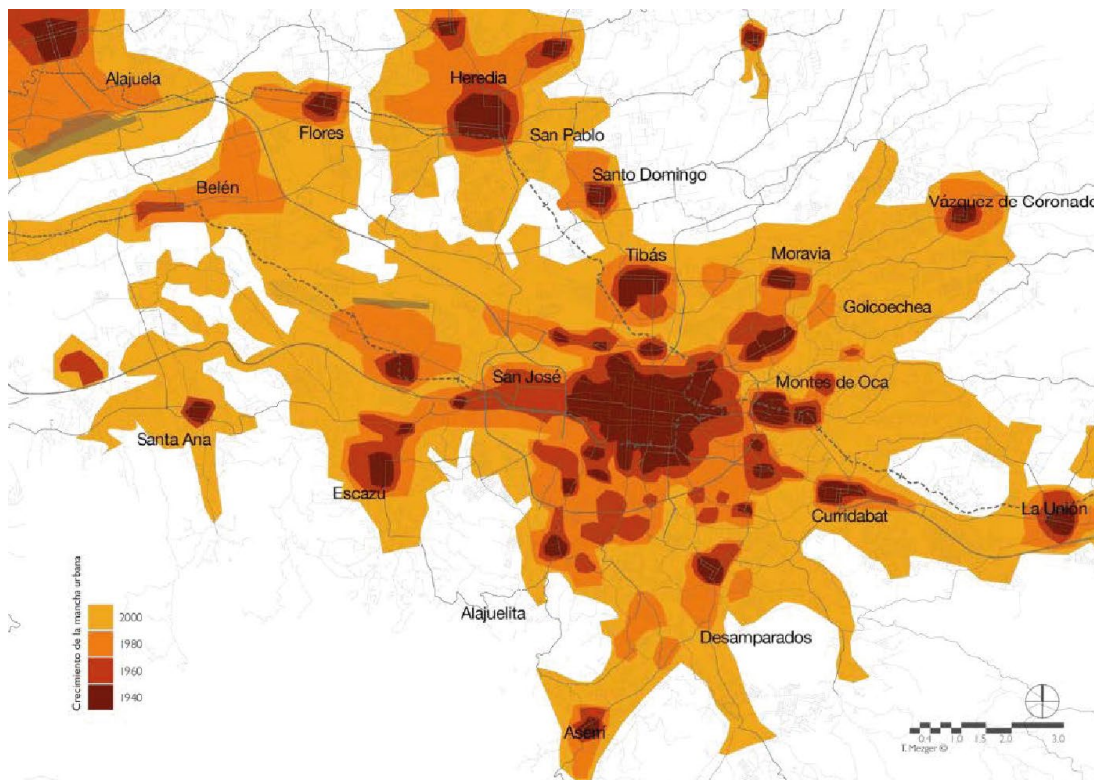 Alajuela
Heredia
Flores
San Pablo
Belén
Santo Domingo
Vázquez de Coronado
Tibás
Moravia
Goicoechea
San José
Montes de Oca
Santa Ana
Escazú
Curridabat
La Unión
Alajuelita
Desamparados
Aserrí
Crecimiento de la mancha urbana
2000
1980
1960
1940
0.4 1.0 1.5 2.0 3.0
T. Mezger ©